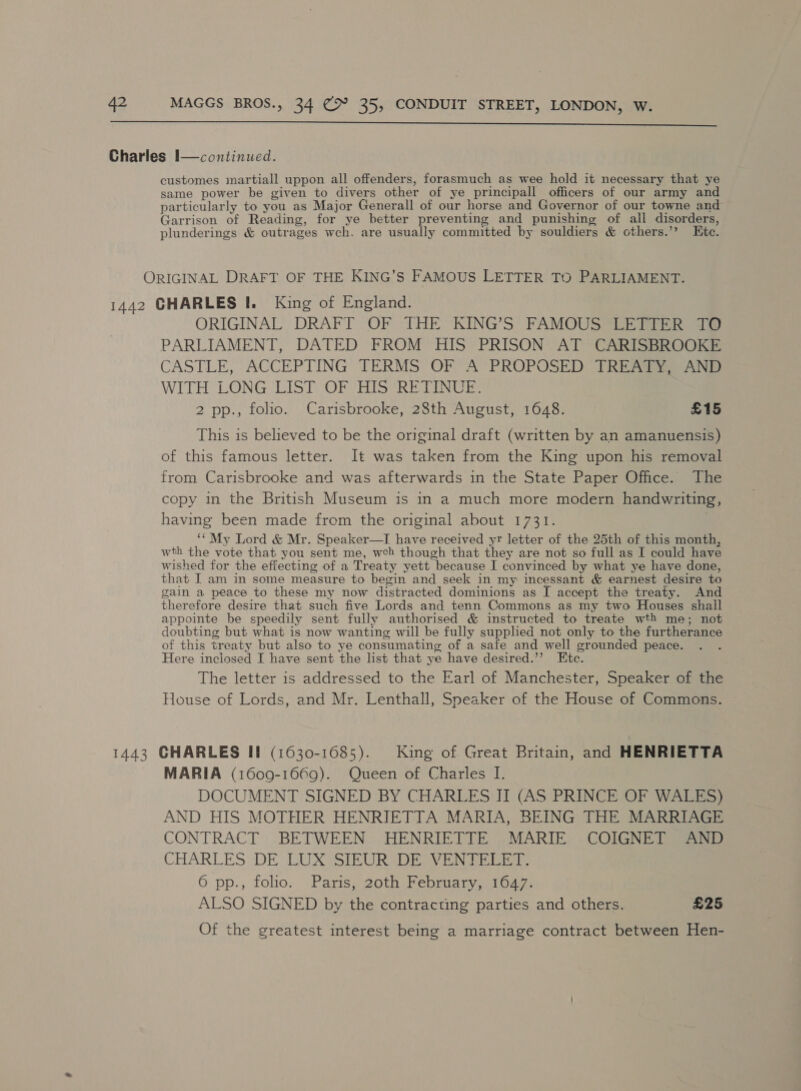 42 MAGGS BROS., 34 & 35, CONDUIT STREET, LONDON, W.
Charles I—continued.
customes martiall uppon all offenders, forasmuch as wee hold it necessary that ye
same power be given to divers other of ye principall officers of our army and
particularly to you as Major Generall of our horse and Governor of our towne and
Garrison of Reading, for ye better preventing and punishing of all disorders,
plunderings & outrages wch. are usually committed by souldiers & others.’’ Etc.
ORIGINAL DRAFT OF THE KING’S FAMOUS LETTER TO PARLIAMENT.
1442 CHARLES I. King of England.
ORIGINAL DRAFT OF THE KING’S FAMOUS LETTER TO
PARLIAMENT, DATED FROM HIS PRISON AT CARISBROOKE
CASTLE, ACCEPTING TERMS OF A PROPOSED TREATY, AND
WITH LONG LIST OF HIS RETINUE.
2 pp., folio. Carisbrooke, 28th August, 1648. £15
This is believed to be the original draft (written by an amanuensis)
of this famous letter. It was taken from the King upon his removal
from Carisbrooke and was afterwards in the State Paper Office. The
copy in the British Museum is in a much more modern handwriting,
having been made from the original about 1731.
‘‘ My Lord & Mr. Speaker—I have received yr letter of the 25th of this month,
wth the vote that you sent me, wch though that they are not so full as I could have
wished for the effecting of a Treaty yett because I convinced by what ye have done,
that I am in some measure to begin and seek in my incessant & earnest desire to
gain a peace to these my now distracted dominions as I accept the treaty. And
therefore desire that such five Lords and tenn Commons as my two Houses shall
appointe be speedily sent fully authorised & instructed to treate wth me; not
doubting but what is now wanting will be fully supplied not only to the furtherance
of this treaty but also to ye consumating of a safe and well grounded peace. . .
Here inclosed I have sent the list that ye have desired.’’ Etc.
The letter is addressed to the Earl of Manchester, Speaker of the
House of Lords, and Mr. Lenthall, Speaker of the House of Commons.
1443 CHARLES II (1630-1685). King of Great Britain, and HENRIETTA
MARIA (1609-1669). Queen of Charles I.
DOCUMENT SIGNED BY CHARLES II (AS PRINCE OF WALES)
AND HIS MOTHER HENRIETTA MARIA, BEING THE MARRIAGE
CONTRACT BETWEEN HENRIETTE MARIE COIGNET AND
CHARLES DE LUX SIEUR DE VENTELET.
6 pp., folio. Paris, 20th February, 1647.
ALSO SIGNED by the contracting parties and others. £25
Of the greatest interest being a marriage contract between Hen-